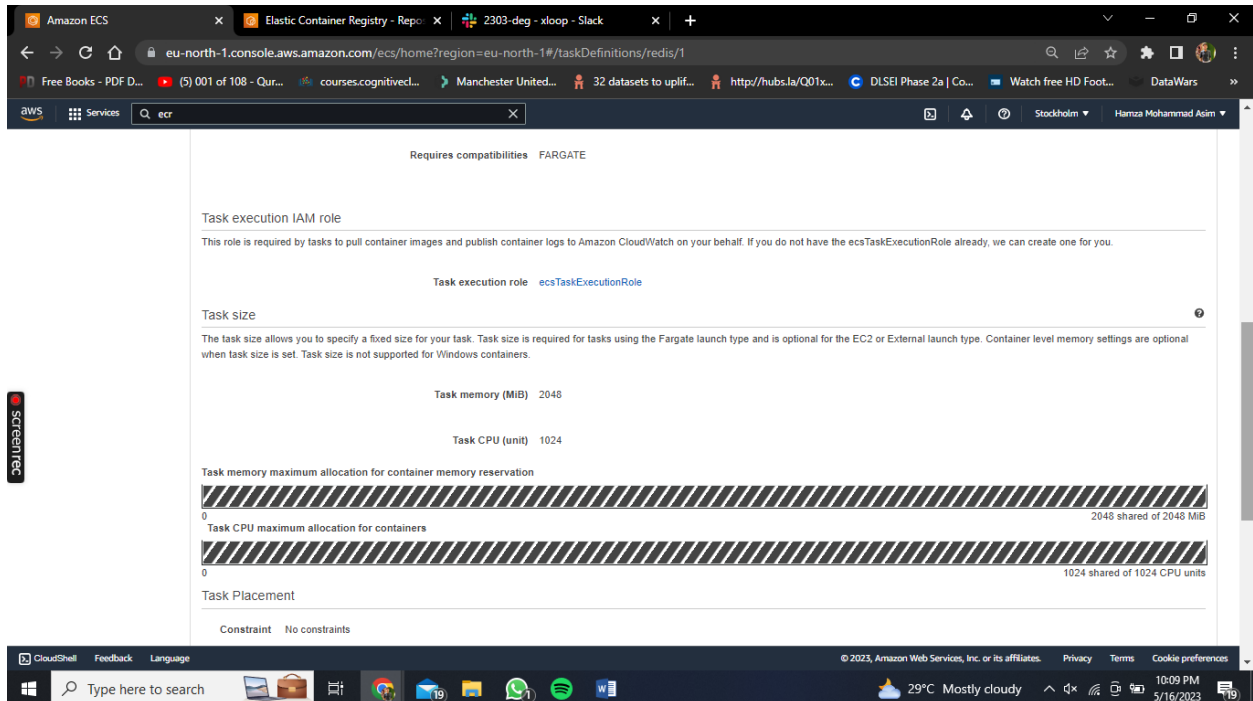 Amazon ECS
Elastic Container Registry - Repo
2303-deg - xloop - Slack
eu-north-1.console.aws.amazon.com/ecs/home?region=eu-north-1#/taskDefinitions/redis/1
Free Books - PDF D...
(5) 001 of 108 - Qur...
courses.cognitivecl...
Manchester United...
32 datasets to uplif...
http://hubs.la/Q01x...
DLSEI Phase 2a | Co...
Watch free HD Foot...
DataWars
»
aws
Services
ecr
Stockholm
Hamza Mohammad Asim
Requires compatibilities FARGATE
Task execution IAM role
This role is required by tasks to pull container images and publish container logs to Amazon CloudWatch on your behalf. If you do not have the ecsTaskExecutionRole already, we can create one for you.
Task execution role ecsTaskExecutionRole
Task size
The task size allows you to specify a fixed size for your task. Task size is required for tasks using the Fargate launch type and is optional for the EC2 or External launch type. Container level memory settings are optional
when task size is set. Task size is not supported for Windows containers.
Task memory (MiB) 2048
Task CPU (unit) 1024
Task memory maximum allocation for container memory reservation
0
2048 shared of 2048 MiB
Task CPU maximum allocation for containers
0
1024 shared of 1024 CPU units
Task Placement
Constraint No constraints
screenrec
CloudShell Feedback Language
© 2023, Amazon Web Services, Inc. or its affiliates. Privacy Terms Cookie preferences
Type here to search
19
1
29°C Mostly cloudy
10:09 PM
5/16/2023
19